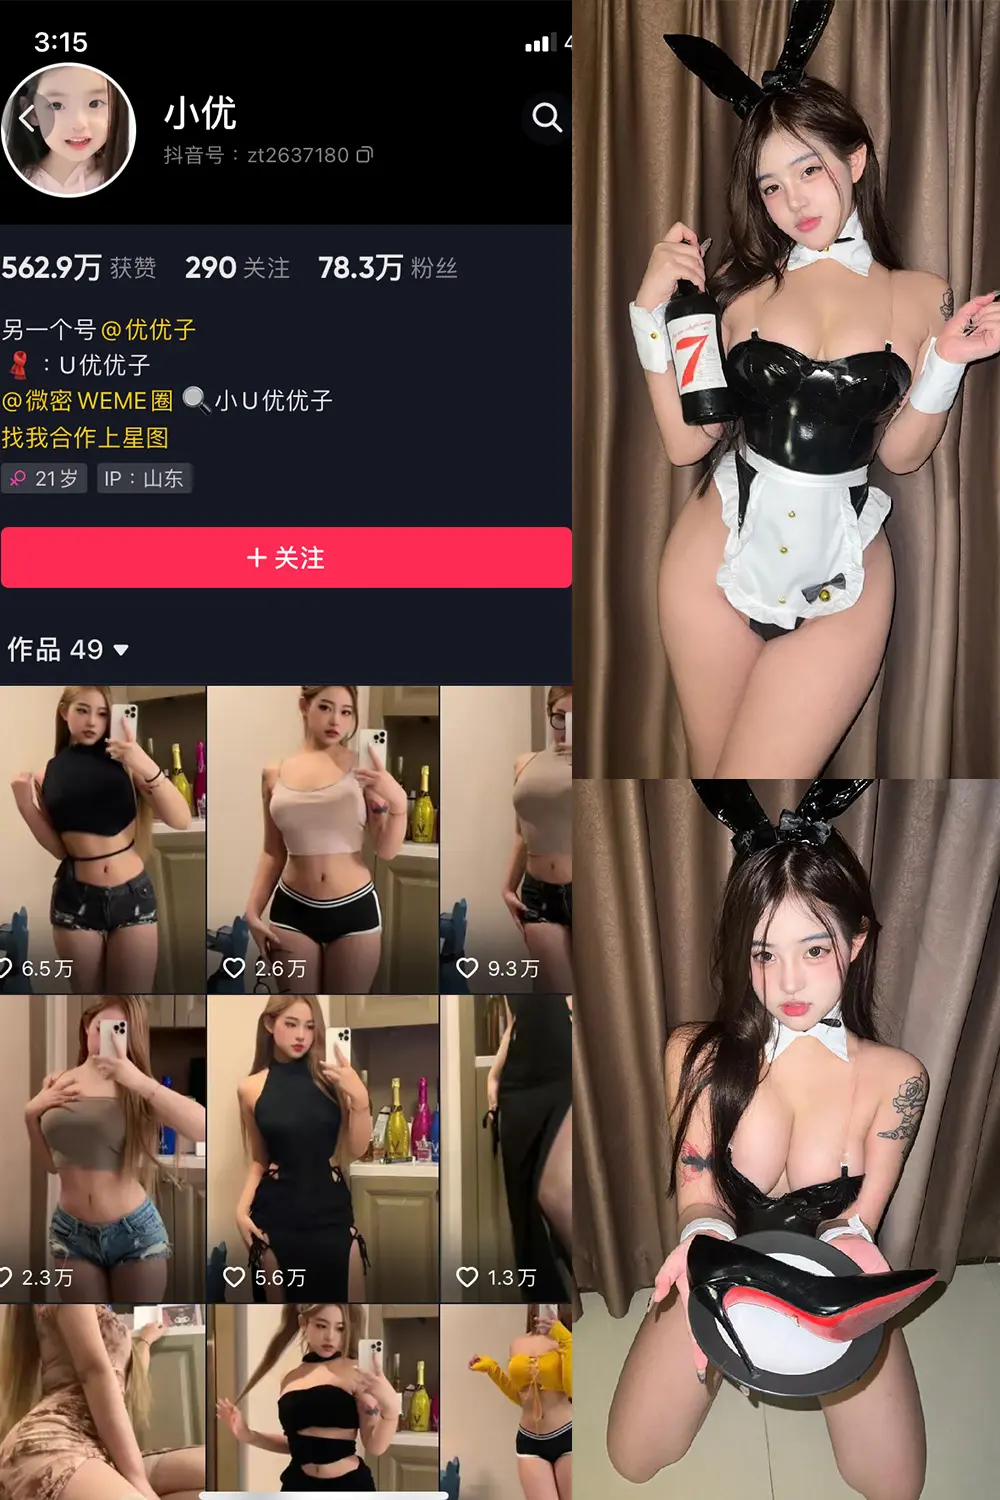 3:15
小优
抖音号：zt2637180
562.9万 获赞 290 关注 78.3万 粉丝
另一个号@优优子
：U优优子
@微密WEME圈 小U优优子
找我合作上星图
21岁 IP：山东
+ 关注
作品 49
6.5万 2.6万 9.3万
2.3万 5.6万 1.3万
7